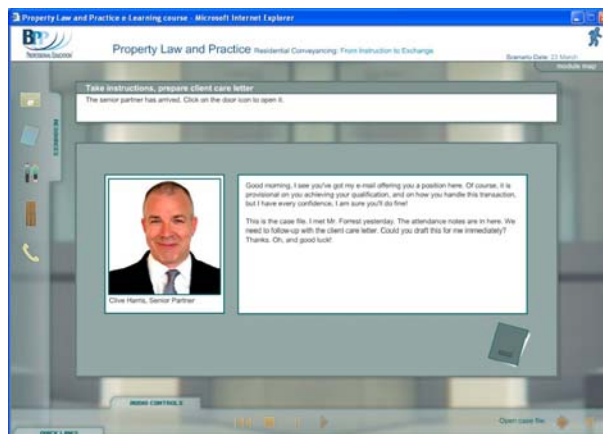 Property Law and Practice e-Learning course - Microsoft Internet Explorer
BPP
PROFESSIONAL EDUCATION
Property Law and Practice Residential Conveyancing: From Instruction to Exchange
Scenario Date: 23 March
module map
Take instructions, prepare client care letter
The senior partner has arrived. Click on the door icon to open it.
RESOURCES
Good morning, I see you've got my e-mail offering you a position here. Of course, it is
provisional on you achieving your qualification, and on how you handle this transaction,
but I have every confidence, I am sure you'll do fine!
This is the case file. I met Mr. Forrest yesterday. The attendance notes are in here. We
need to follow-up with the client care letter. Could you draft this for me immediately?
Thanks. Oh, and good luck!
Clive Harris, Senior Partner
AUDIO CONTROLS
Open case file.
QUICK LINKS